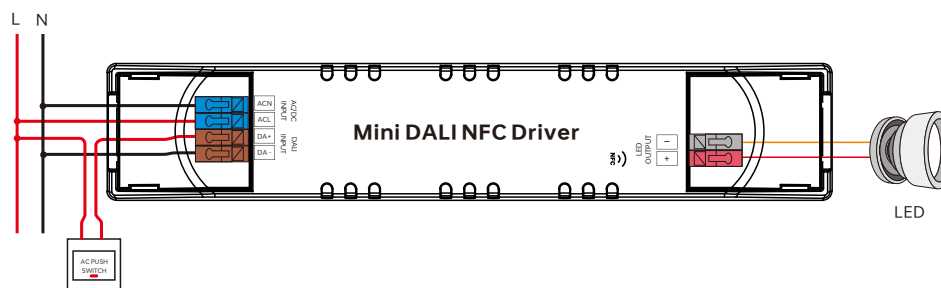 L N
ACN
ACL
DA+
DA -
AC/DC
INPUT
DALI
INPUT
Mini DALI NFC Driver
NFC
LED
OUTPUT
–
+
LED
AC PUSH
SWITCH